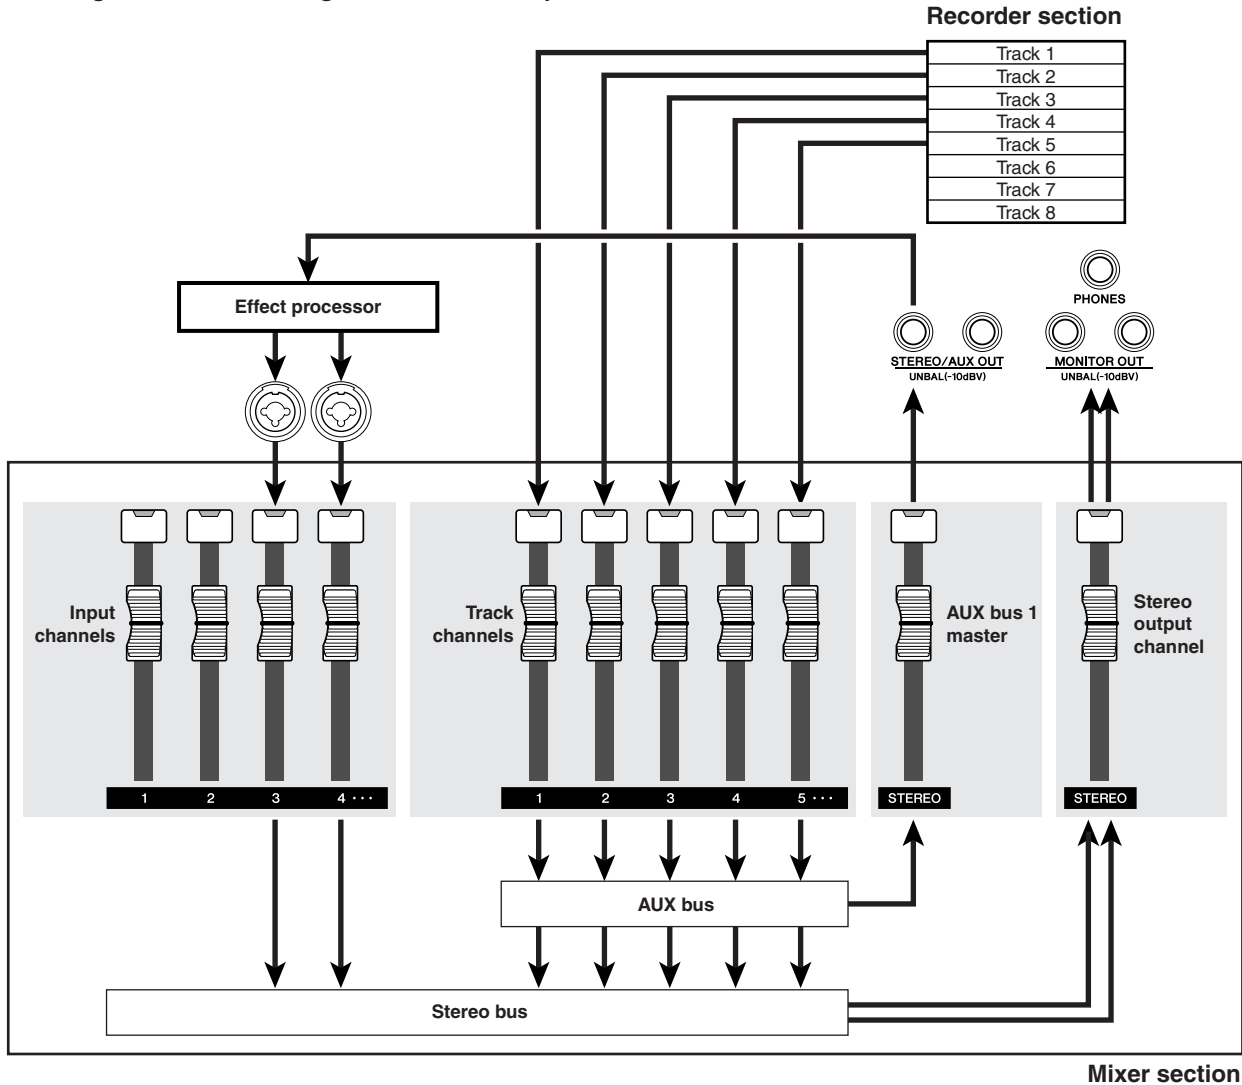 Recorder section
Track 1
Track 2
Track 3
Track 4
Track 5
Track 6
Track 7
Track 8
Effect processor
PHONES
STEREO/AUX OUT
UNBAL(-10dBV)
MONITOR OUT
UNBAL(-10dBV)
Input
channels
Track
channels
AUX bus 1
master
Stereo
output
channel
1 2 3 4 ···
1 2 3 4 5 ···
STEREO
STEREO
AUX bus
Stereo bus
Mixer section